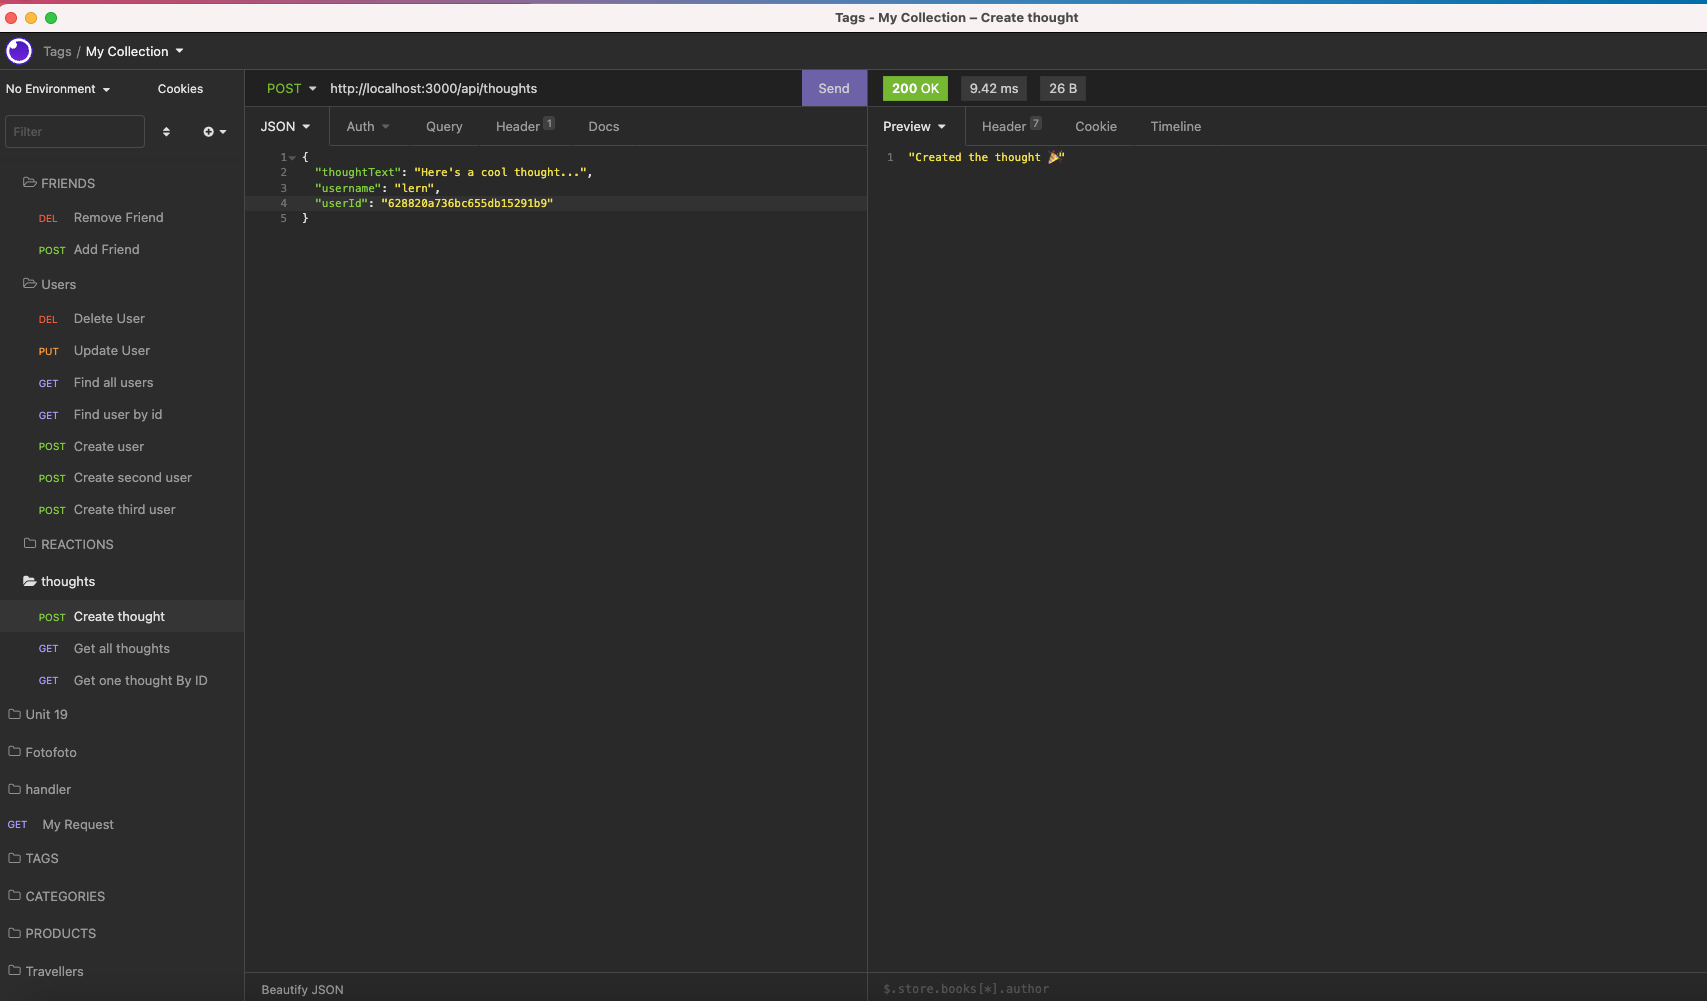 Tags - My Collection – Create thought
Tags / My Collection
No Environment
Cookies
Filter
FRIENDS
DEL Remove Friend
POST Add Friend
Users
DEL Delete User
PUT Update User
GET Find all users
GET Find user by id
POST Create user
POST Create second user
POST Create third user
REACTIONS
thoughts
POST Create thought
GET Get all thoughts
GET Get one thought By ID
Unit 19
Fotofoto
handler
GET My Request
TAGS
CATEGORIES
PRODUCTS
Travellers
POST http://localhost:3000/api/thoughts Send
JSON Auth Query Header 1 Docs
1 {
2 "thoughtText": "Here's a cool thought...",
3 "username": "lern",
4 "userId": "628820a736bc655db15291b9"
5 }
Beautify JSON
200 OK 9.42 ms 26 B
Preview Header 7 Cookie Timeline
1 "Created the thought 🎉"
$.store.books[*].author